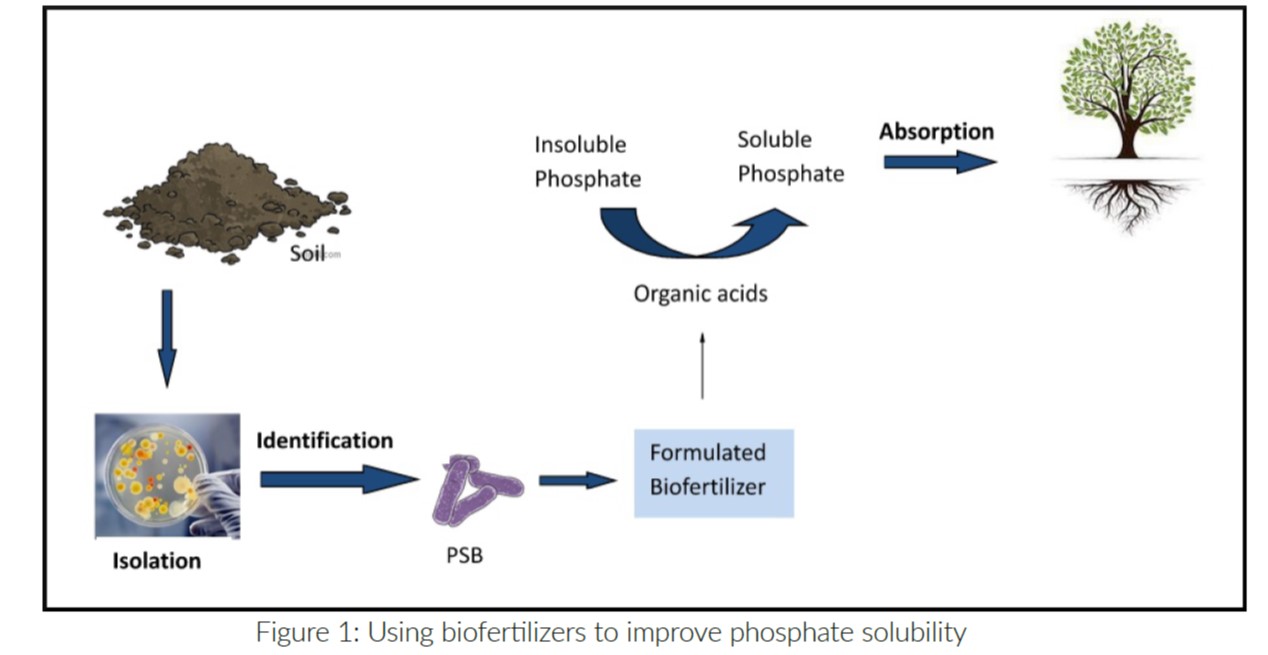 Insoluble
Phosphate
Soluble
Phosphate
Absorption
Soil
Organic acids
Identification
Formulated
Biofertilizer
Isolation
PSB
Figure 1: Using biofertilizers to improve phosphate solubility